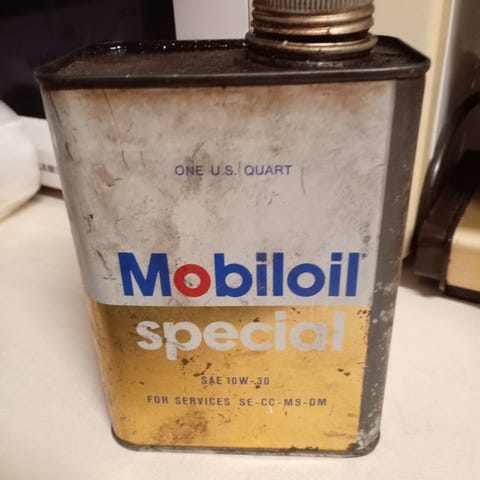 ONE U.S. QUART
Mobiloil
special
SAE 10W-30
FOR SERVICES SE-CC-MS-DM